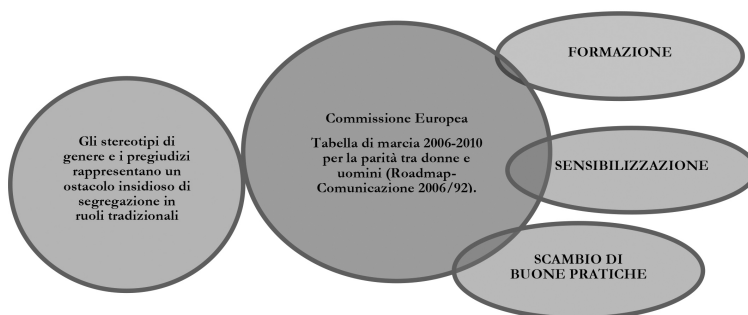 Gli stereotipi di
genere e i pregiudizi
rappresentano un
ostacolo insidioso di
segregazione in
ruoli tradizionali
Commissione Europea
Tabella di marcia 2006-2010
per la parità tra donne e
uomini (Roadmap-
Comunicazione 2006/92).
FORMAZIONE
SENSIBILIZZAZIONE
SCAMBIO DI
BUONE PRATICHE